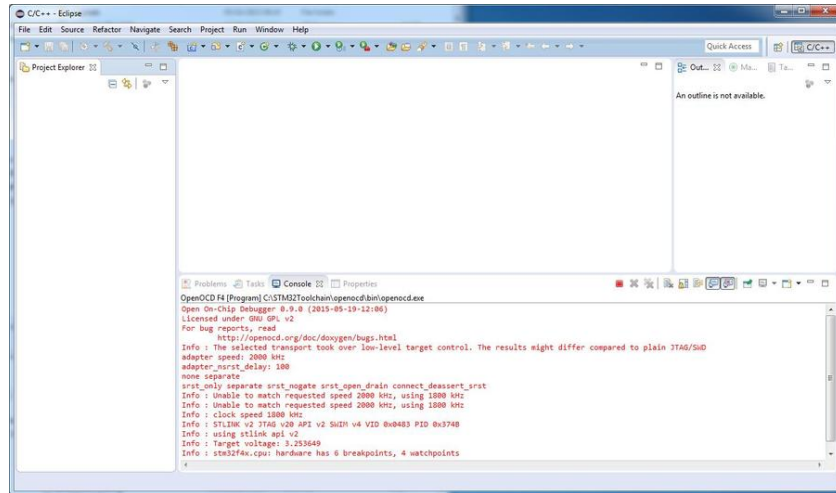 C/C++ - Eclipse
File Edit Source Refactor Navigate Search Project Run Window Help
Quick Access C/C++
Project Explorer
Out... Ma... Ta...
An outline is not available.
Problems Tasks Console Properties
OpenOCD F4 [Program] C:\STM32Toolchain\openocd\bin\openocd.exe
Open On-Chip Debugger 0.9.0 (2015-05-19-12:06)
Licensed under GNU GPL v2
For bug reports, read
http://openocd.org/doc/doxygen/bugs.html
Info : The selected transport took over low-level target control. The results might differ compared to plain JTAG/SWD
adapter speed: 2000 kHz
adapter_nsrst_delay: 100
none separate
srst_only separate srst_nogate srst_open_drain connect_deassert_srst
Info : Unable to match requested speed 2000 kHz, using 1800 kHz
Info : Unable to match requested speed 2000 kHz, using 1800 kHz
Info : clock speed 1800 kHz
Info : STLINK v2 JTAG v20 API v2 SWIM v4 VID 0x0483 PID 0x3748
Info : using stlink api v2
Info : Target voltage: 3.253649
Info : stm32f4x.cpu: hardware has 6 breakpoints, 4 watchpoints